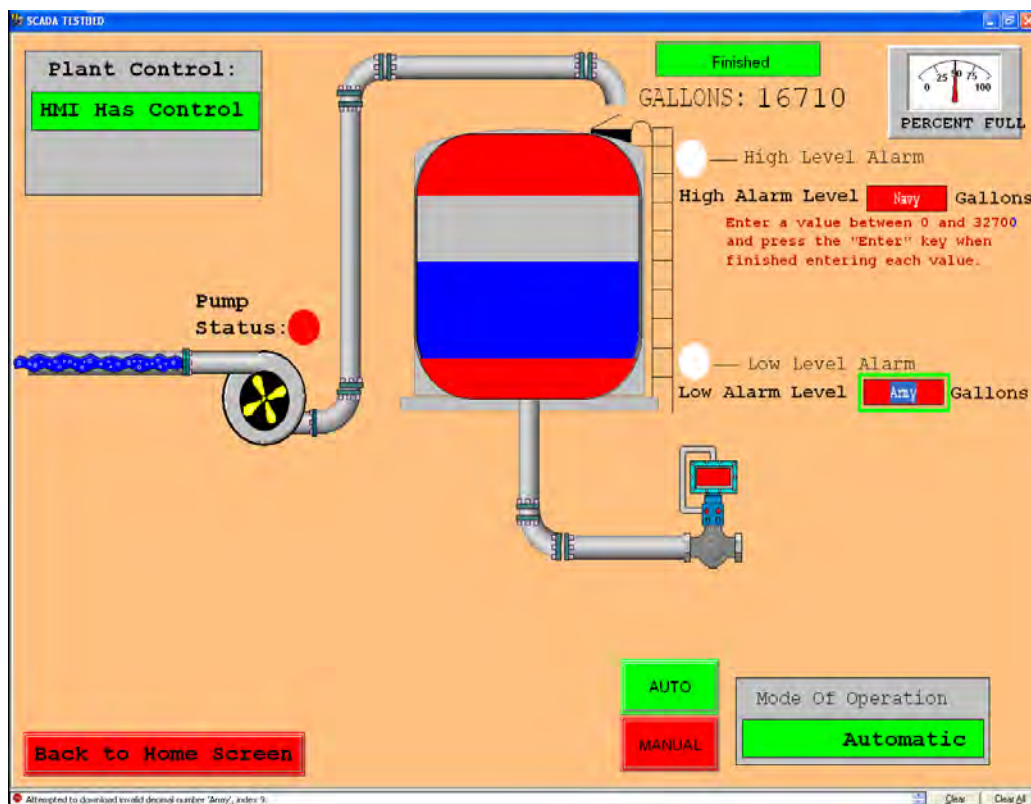 SCADA TESTBED
Plant Control:
HMI Has Control
Finished
GALLONS: 16710
0 25 50 75 100
PERCENT FULL
High Level Alarm
High Alarm Level Navy Gallons
Enter a value between 0 and 32700
and press the "Enter" key when
finished entering each value.
Pump
Status:
Low Level Alarm
Low Alarm Level Army Gallons
AUTO
MANUAL
Mode Of Operation
Automatic
Back to Home Screen
Attempted to download invalid decimal number 'Army', index 9.
Clear Clear All